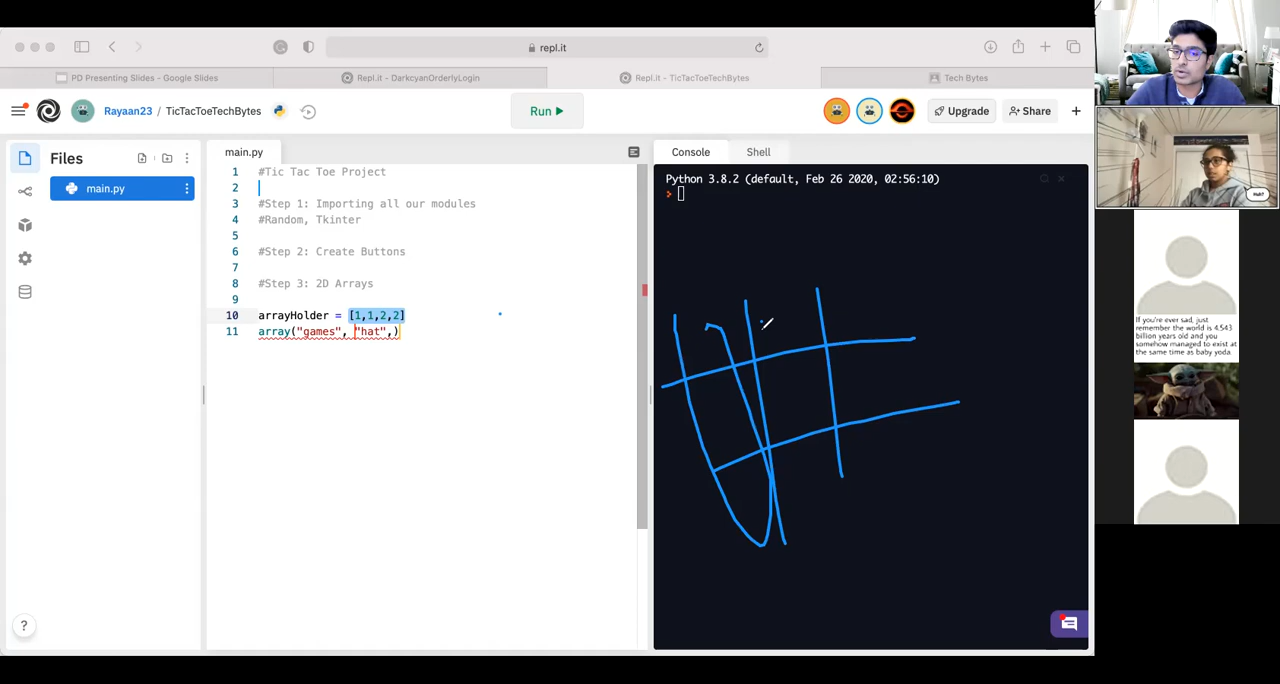 repl.it
PD Presenting Slides - Google Slides
Repl.it - DarkcyanOrderlyLogin
Repl.it - TicTacToeTechBytes
Tech Bytes
Rayaan23 / TicTacToeTechBytes
Run
Upgrade
Share
Files
main.py
main.py
Console
Shell
1 #Tic Tac Toe Project
2
3 #Step 1: Importing all our modules
4 #Random, Tkinter
5
6 #Step 2: Create Buttons
7
8 #Step 3: 2D Arrays
9
10 arrayHolder = [1,1,2,2]
11 array("games", "hat",)
Python 3.8.2 (default, Feb 26 2020, 02:56:10)
>
?
If you're ever sad, just
remember the world is 4.543
billion years old and you
somehow managed to exist at
the same time as baby yoda.